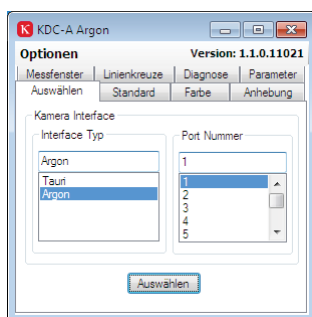 K KDC-A Argon
Optionen Version: 1.1.0.11021
Messfenster Linienkreuze Diagnose Parameter
Auswählen Standard Farbe Anhebung
Kamera Interface
Interface Typ Port Nummer
Argon 1
Tauri 1
Argon 2
3
4
5
Auswählen